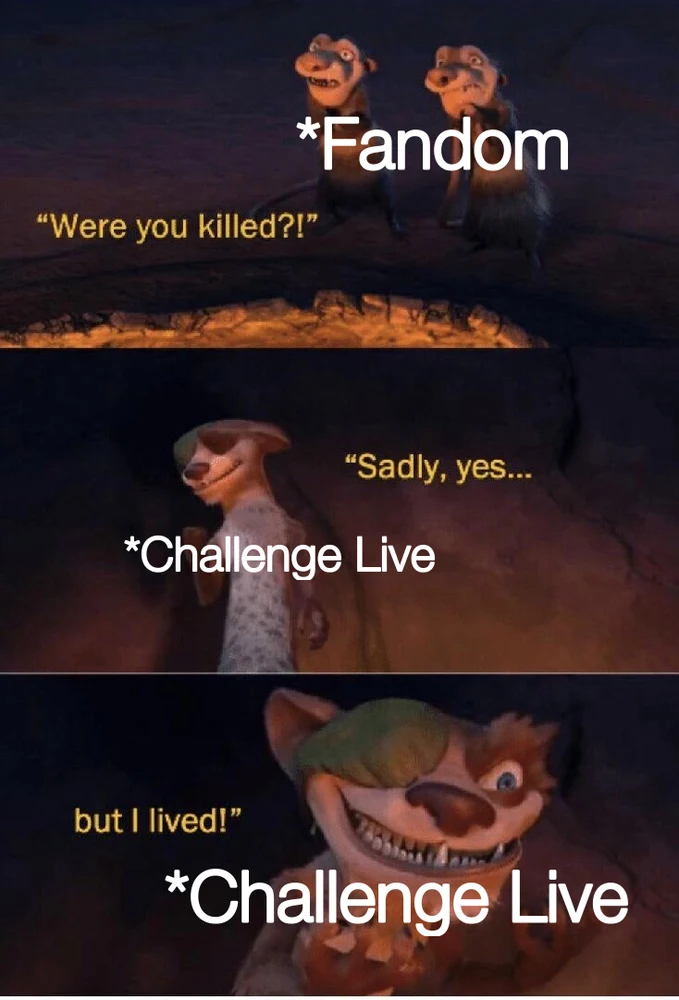 *Fandom
“Were you killed?!”
“Sadly, yes...
*Challenge Live
but I lived!”
*Challenge Live